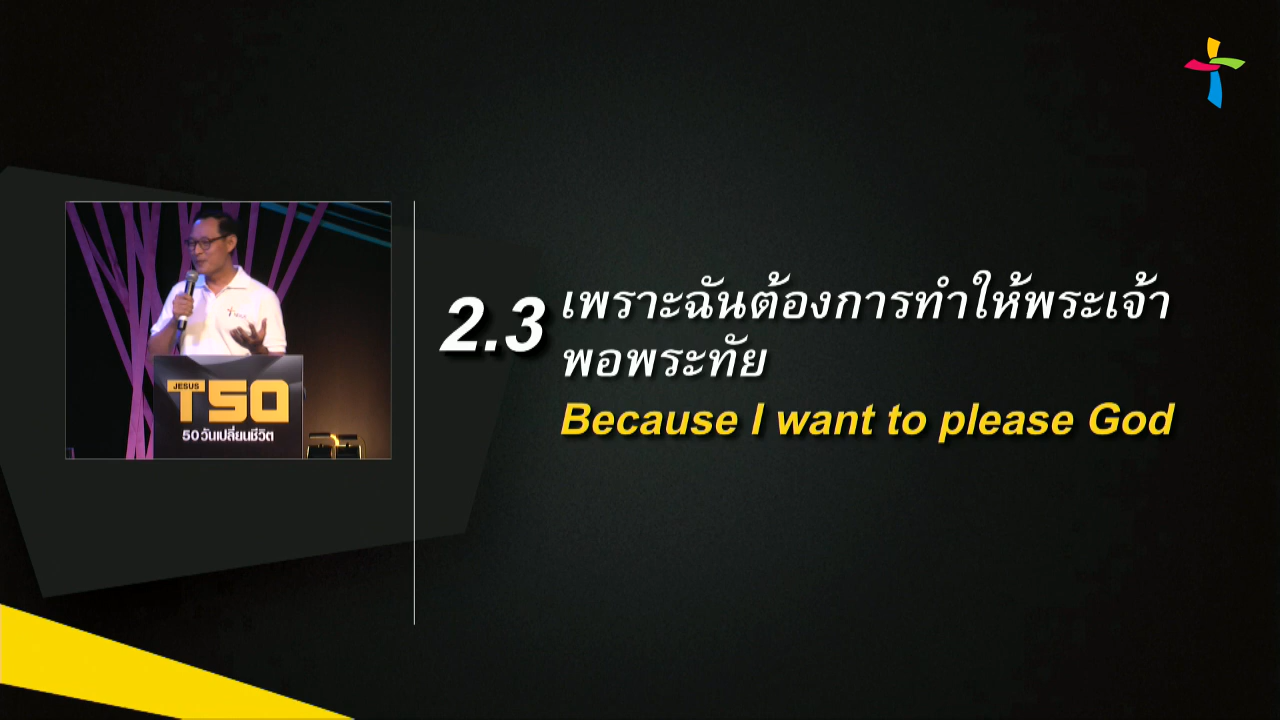 JESUS
T50
50 วันเปลี่ยนชีวิต
2.3 เพราะฉันต้องการทำให้พระเจ้า
พอพระทัย
Because I want to please God